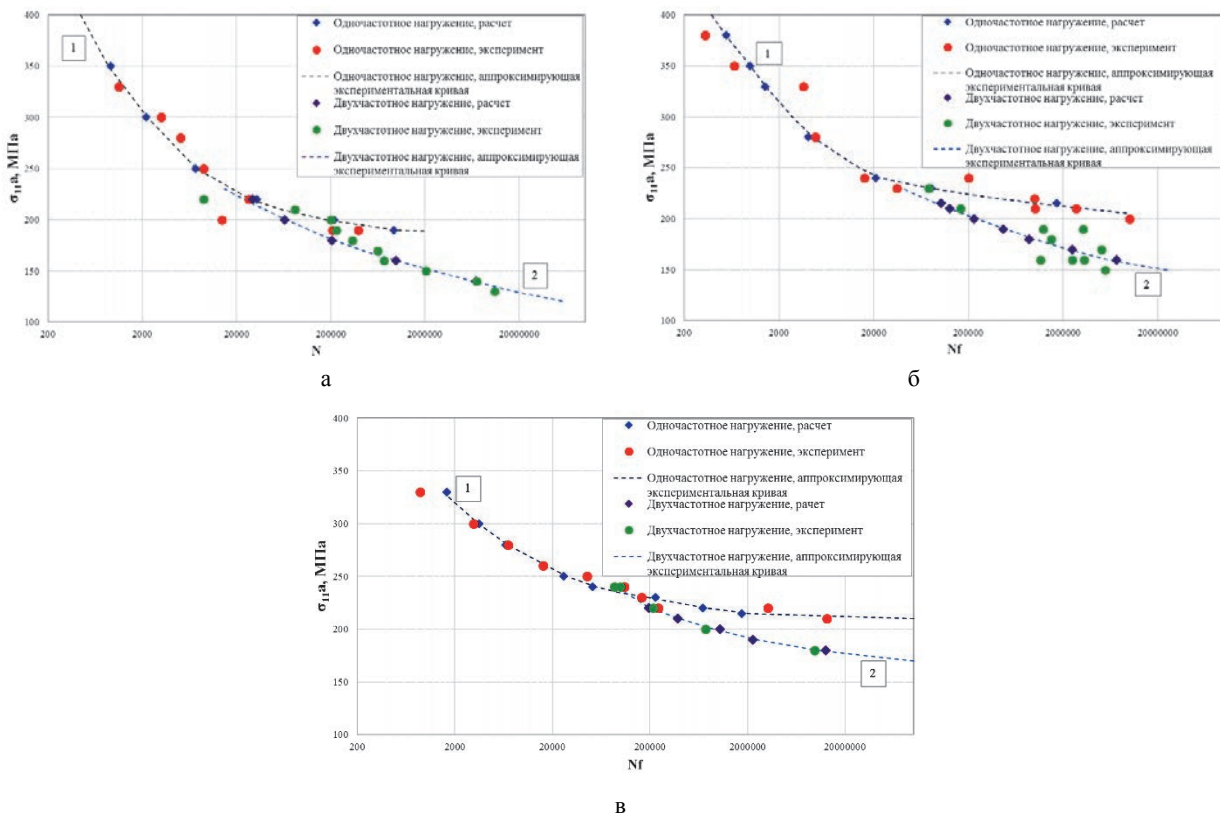 400
350
300
250
200
150
100
σ₁₁a, МПа
200
2000
20000
200000
2000000
20000000
N
1
2
Одночастотное нагружение, расчет
Одночастотное нагружение, эксперимент
Одночастотное нагружение, аппроксимирующая
экспериментальная кривая
Двухчастотное нагружение, расчет
Двухчастотное нагружение, эксперимент
Двухчастотное нагружение, аппроксимирующая
экспериментальная кривая
а
400
350
300
250
200
150
100
σ₁₁a, МПа
200
2000
20000
200000
2000000
20000000
Nf
1
2
Одночастотное нагружение, расчет
Одночастотное нагружение, эксперимент
Одночастотное нагружение, аппроксимирующая
экспериментальная кривая
Двухчастотное нагружение, расчет
Двухчастотное нагружение, эксперимент
Двухчастотное нагружение, аппроксимирующая
экспериментальная кривая
б
400
350
300
250
200
150
100
σ₁₁a, МПа
200
2000
20000
200000
2000000
20000000
Nf
1
2
Одночастотное нагружение, расчет
Одночастотное нагружение, эксперимент
Одночастотное нагружение, аппроксимирующая
экспериментальная кривая
Двухчастотное нагружение, рачет
Двухчастотное нагружение, эксперимент
Двухчастотное нагружение, аппроксимирующая
экспериментальная кривая
в